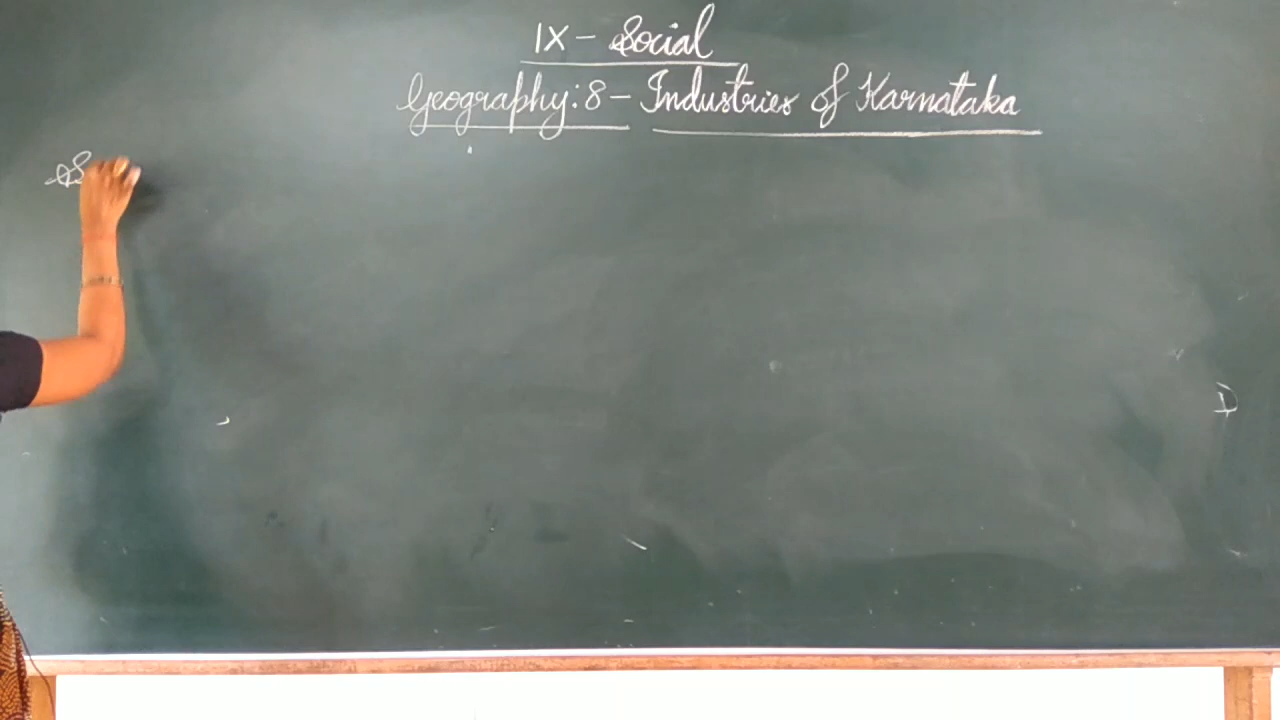 IX - Social
Geography: 8 - Industries of Karnataka